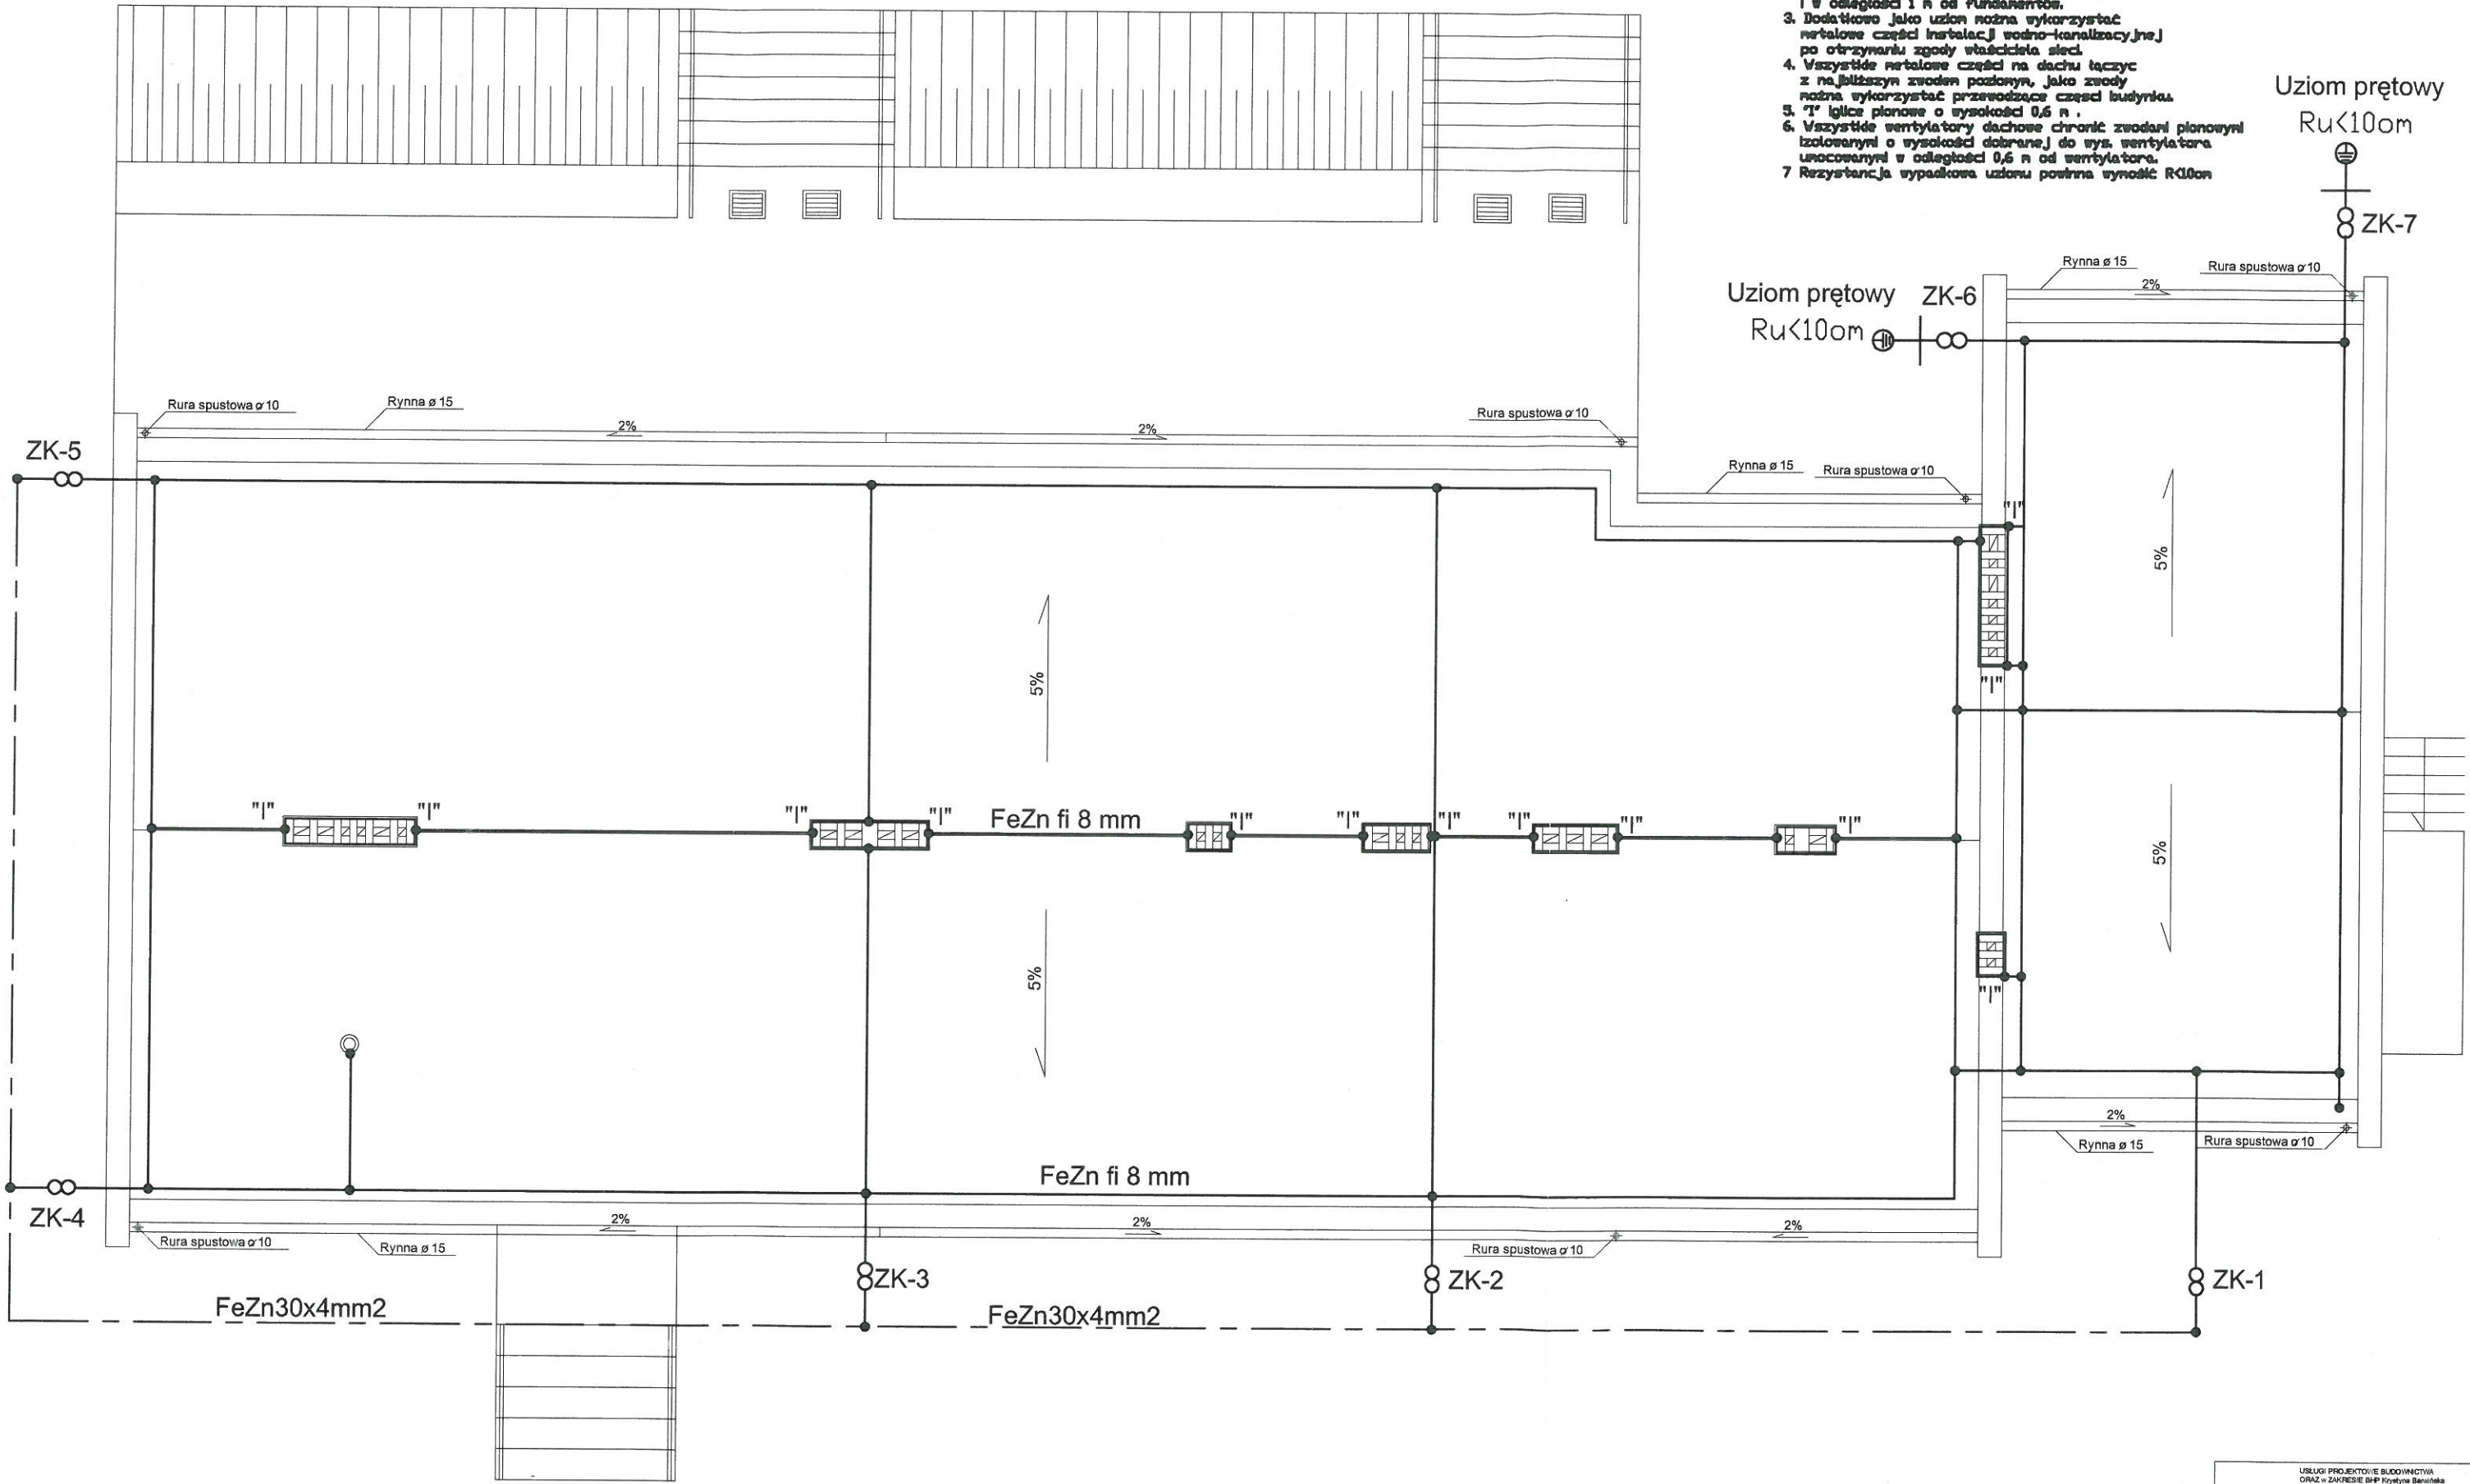 i w odległości 1 m od fundamentów.
3. Dodatkowo jako uziom można wykorzystać
metalowe części instalacji wodno-kanalizacyjnej
po otrzymaniu zgody właściciela sieci.
4. Wszystkie metalowe części na dachu łączyc
z najbliższym zwodem poziomym, jako zwody
można wykorzystać przewodzące częsci budynku.
5. "I" iglice pionowe o wysokości 0,6 m .
6. Wszystkie wentylatory dachowe chronić zwodami pionowymi
izolowanymi o wysokości dobranej do wys. wentylatora
umocowanymi w odległości 0,6 m od wentylatora.
7 Rezystancja wypadkowa uziomu powinna wynosić R<10om
Uziom prętowy
Ru<10om
ZK-7
Rynna ø 15
Rura spustowa ø 10
2%
Uziom prętowy ZK-6
Ru<10om
Rura spustowa ø 10
Rynna ø 15
2%
2%
Rura spustowa ø 10
ZK-5
Rynna ø 15
Rura spustowa ø 10
"I"
5%
5%
"I"
"I"
"I"
"I"
"I"
FeZn fi 8 mm
"I"
"I"
"I"
"I"
"I"
"I"
5%
5%
"I"
FeZn fi 8 mm
2%
Rynna ø 15
Rura spustowa ø 10
ZK-4
Rura spustowa ø 10
Rynna ø 15
2%
2%
2%
Rura spustowa ø 10
ZK-3
ZK-2
ZK-1
FeZn30x4mm2
FeZn30x4mm2
USŁUGI PROJEKTOWE BUDOWNICTWA
ORAZ w ZAKRESIE BHP Krystyna Barwińska